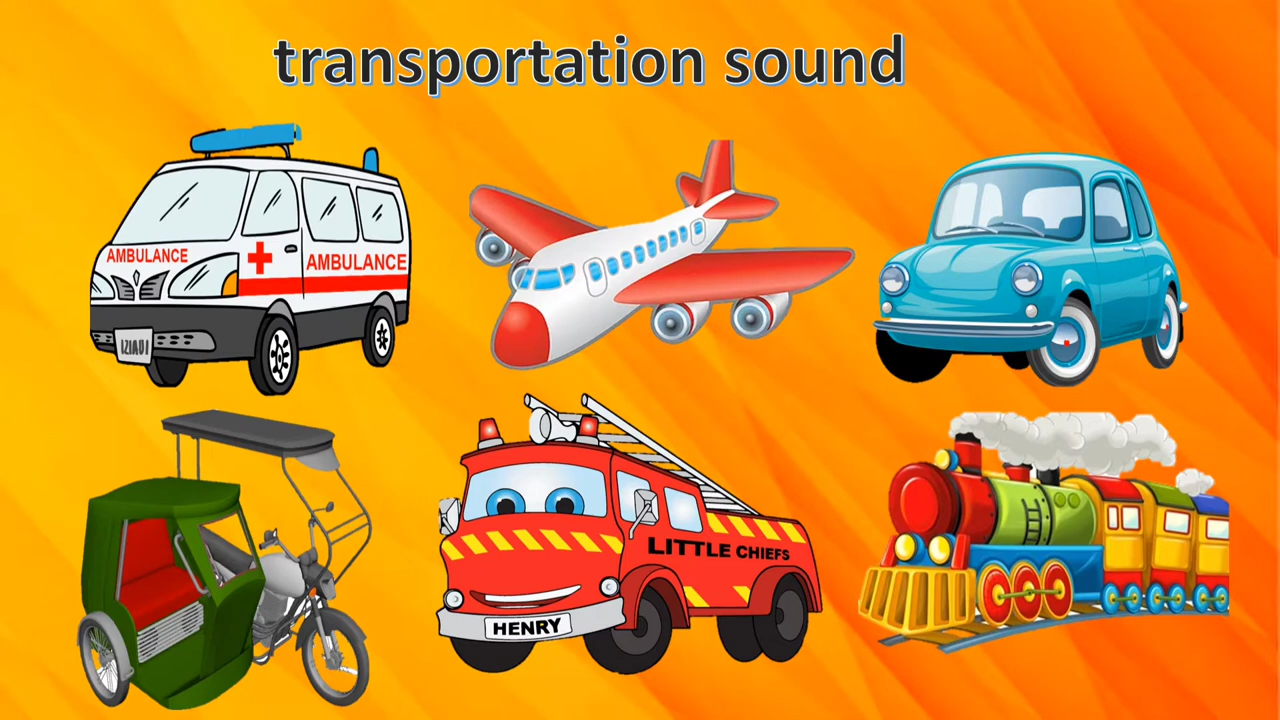 transportation sound
AMBULANCE
AMBULANCE
LITTLE CHIEFS
HENRY